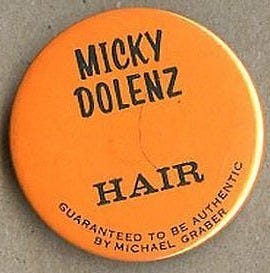 MICKY
DOLENZ
HAIR
GUARANTEED TO BE AUTHENTIC
BY MICHAEL GRABER